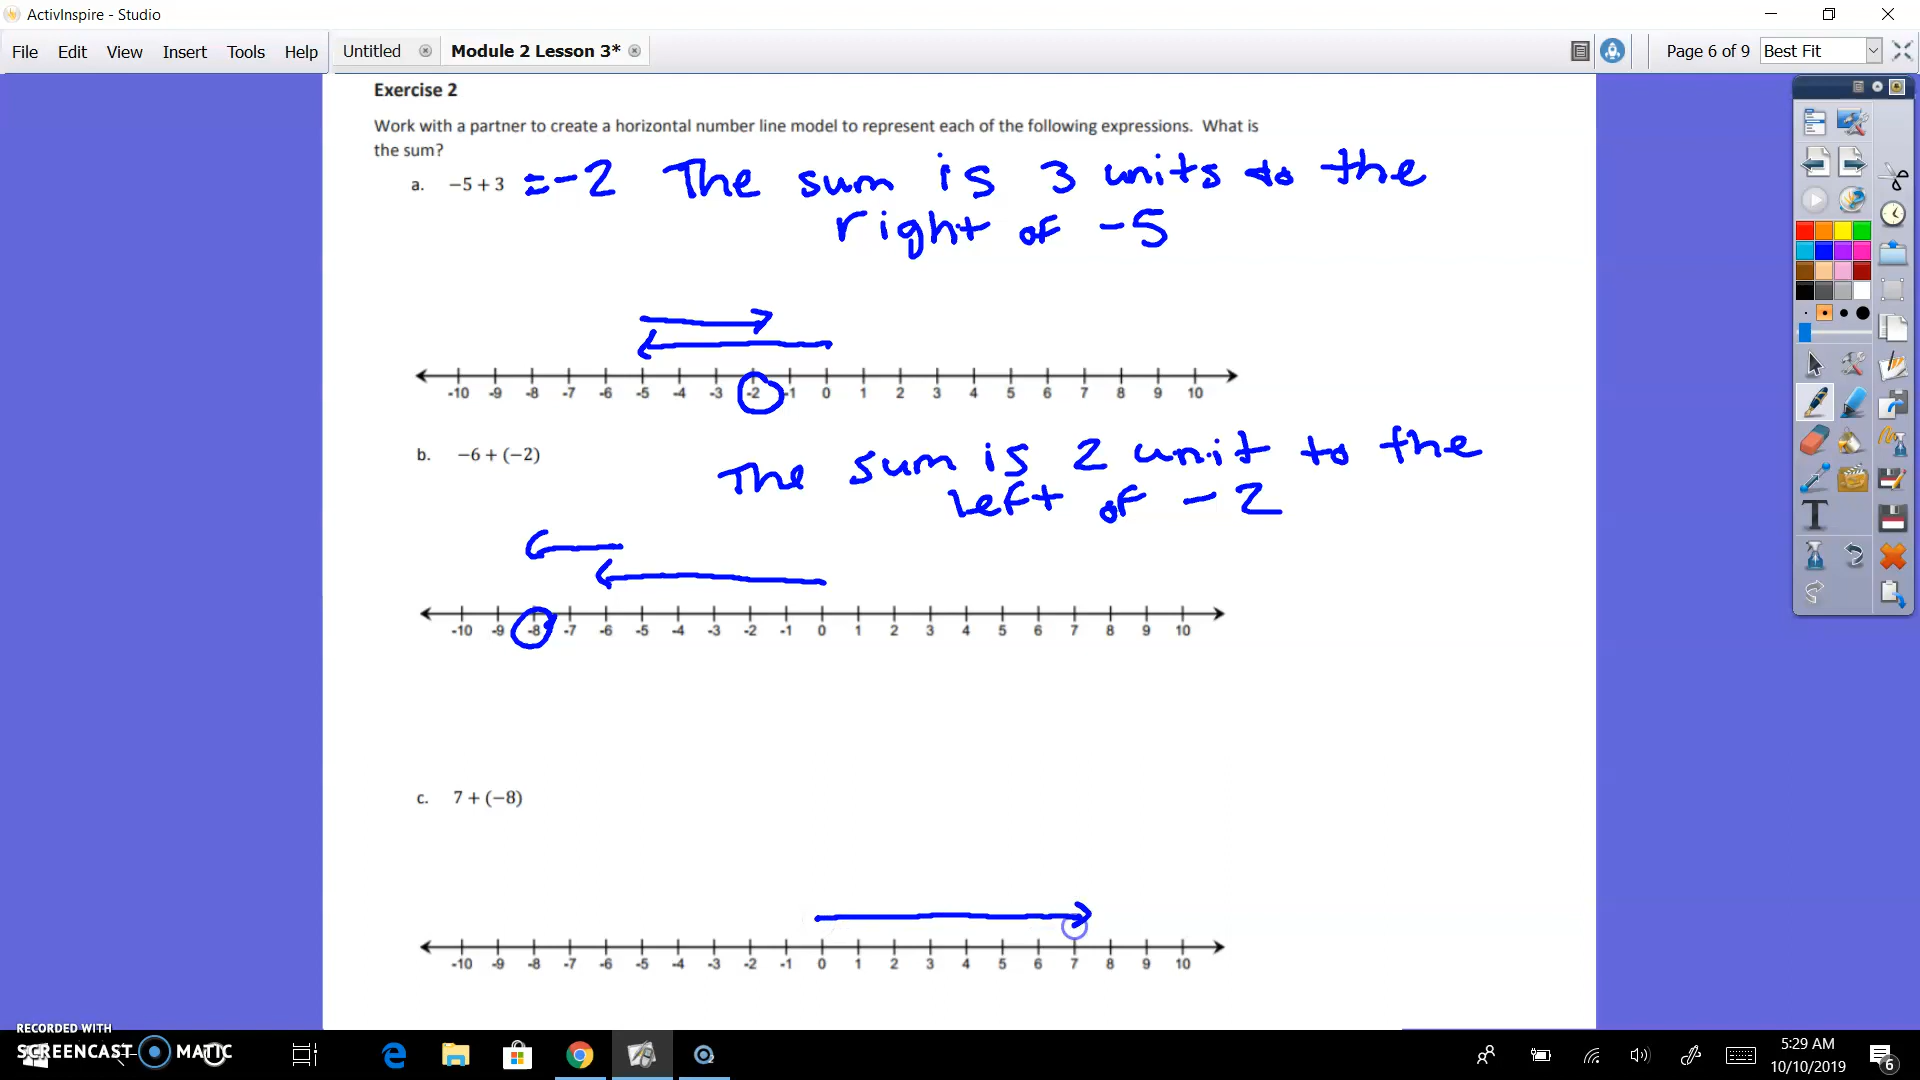 ActivInspire - Studio
File Edit View Insert Tools Help Untitled Module 2 Lesson 3* Page 6 of 9 Best Fit
Exercise 2
Work with a partner to create a horizontal number line model to represent each of the following expressions. What is
the sum?
a. −5 + 3 = -2 The sum is 3 units to the
right of -5
-10 -9 -8 -7 -6 -5 -4 -3 -2 -1 0 1 2 3 4 5 6 7 8 9 10
b. −6 + (−2) The sum is 2 unit to the
left of - 2
-10 -9 -8 -7 -6 -5 -4 -3 -2 -1 0 1 2 3 4 5 6 7 8 9 10
c. 7 + (−8)
-10 -9 -8 -7 -6 -5 -4 -3 -2 -1 0 1 2 3 4 5 6 7 8 9 10
RECORDED WITH
SCREENCAST MATIC
5:29 AM
10/10/2019
6